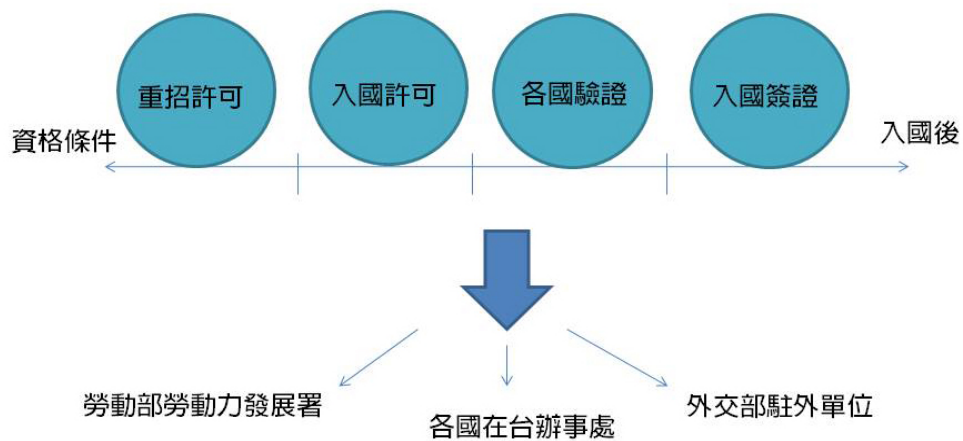 重招許可
入國許可
各國驗證
入國簽證
資格條件
入國後
勞動部勞動力發展署
各國在台辦事處
外交部駐外單位